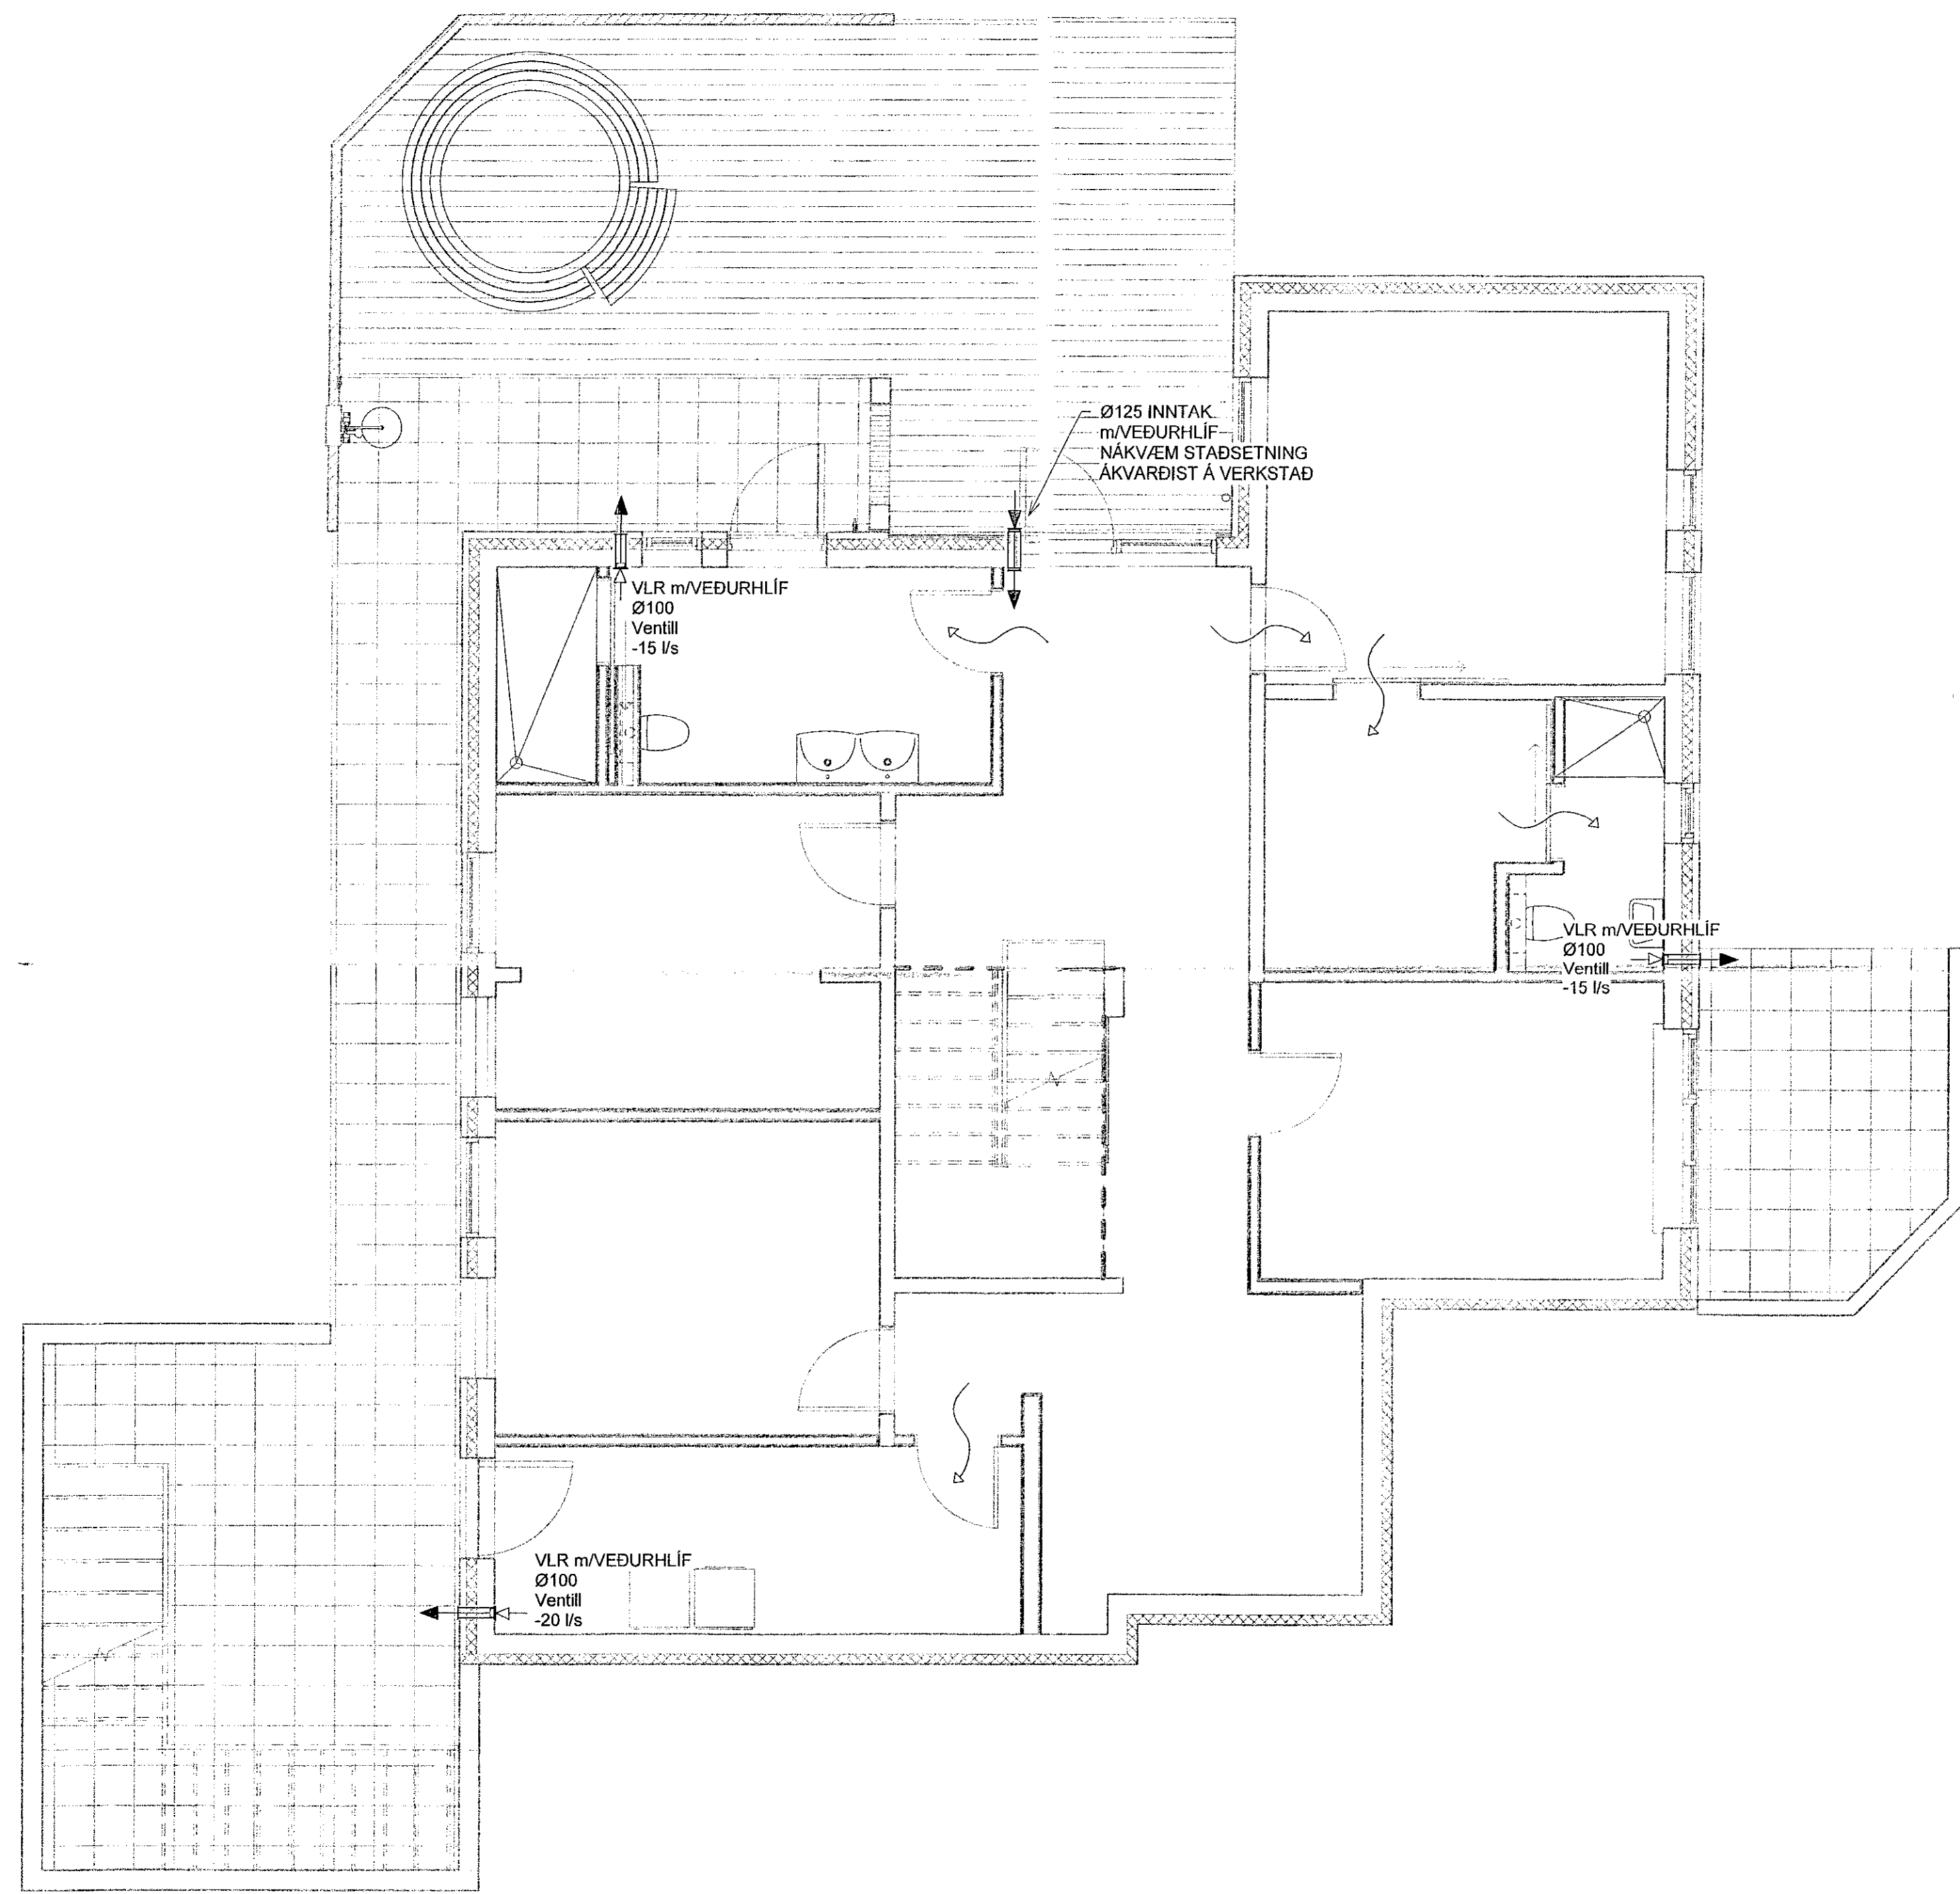 Ø125 INNTAK
m/VEÐURHLÍF
NÁKVÆM STAÐSETNING
ÁKVARÐIST Á VERKSTAÐ
VLR m/VEÐURHLÍF
Ø100
Ventill
-15 l/s
VLR m/VEÐURHLÍF
Ø100
Ventill
-15 l/s
VLR m/VEÐURHLÍF
Ø100
Ventill
-20 l/s